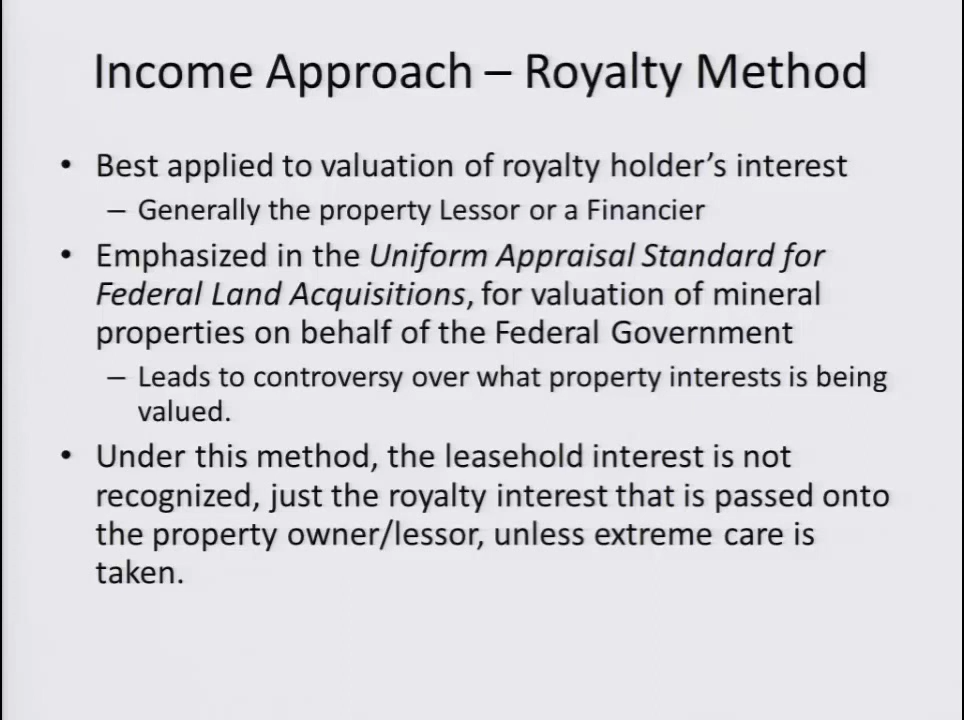 Income Approach – Royalty Method
• Best applied to valuation of royalty holder's interest
– Generally the property Lessor or a Financier
• Emphasized in the Uniform Appraisal Standard for
Federal Land Acquisitions, for valuation of mineral
properties on behalf of the Federal Government
– Leads to controversy over what property interests is being
valued.
• Under this method, the leasehold interest is not
recognized, just the royalty interest that is passed onto
the property owner/lessor, unless extreme care is
taken.